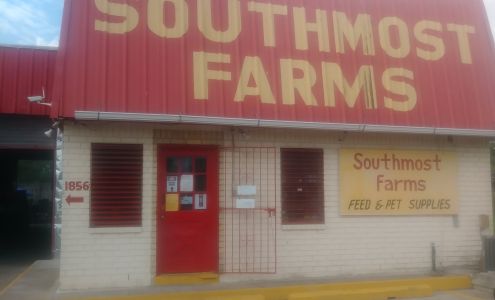 SOUTHMOST
FARMS
1856
Southmost
Farms
FEED & PET SUPPLIES